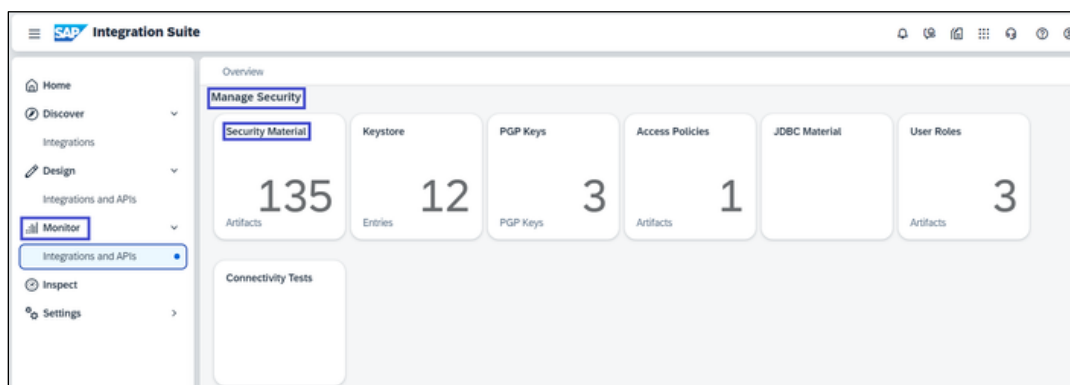 SAP Integration Suite
Home
Discover
Integrations
Design
Integrations and APIs
Monitor
Integrations and APIs
Inspect
Settings
Overview
Manage Security
Security Material
135
Artifacts
Keystore
12
Entries
PGP Keys
3
PGP Keys
Access Policies
1
Artifacts
JDBC Material
User Roles
3
Artifacts
Connectivity Tests